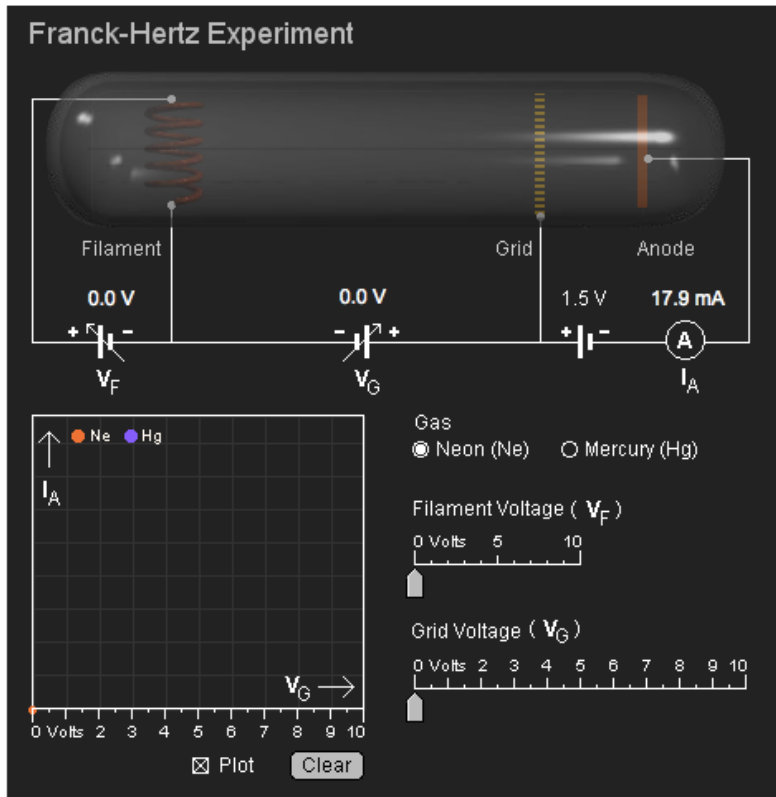 Franck-Hertz Experiment
Filament Grid Anode
0.0 V 0.0 V 1.5 V 17.9 mA
+ - - + + - A
VF VG IA
Ne Hg
IA
VG
0 Volts 2 3 4 5 6 7 8 9 10
Plot Clear
Gas
Neon (Ne) Mercury (Hg)
Filament Voltage ( VF )
0 Volts 5 10
Grid Voltage ( VG )
0 Volts 2 3 4 5 6 7 8 9 10